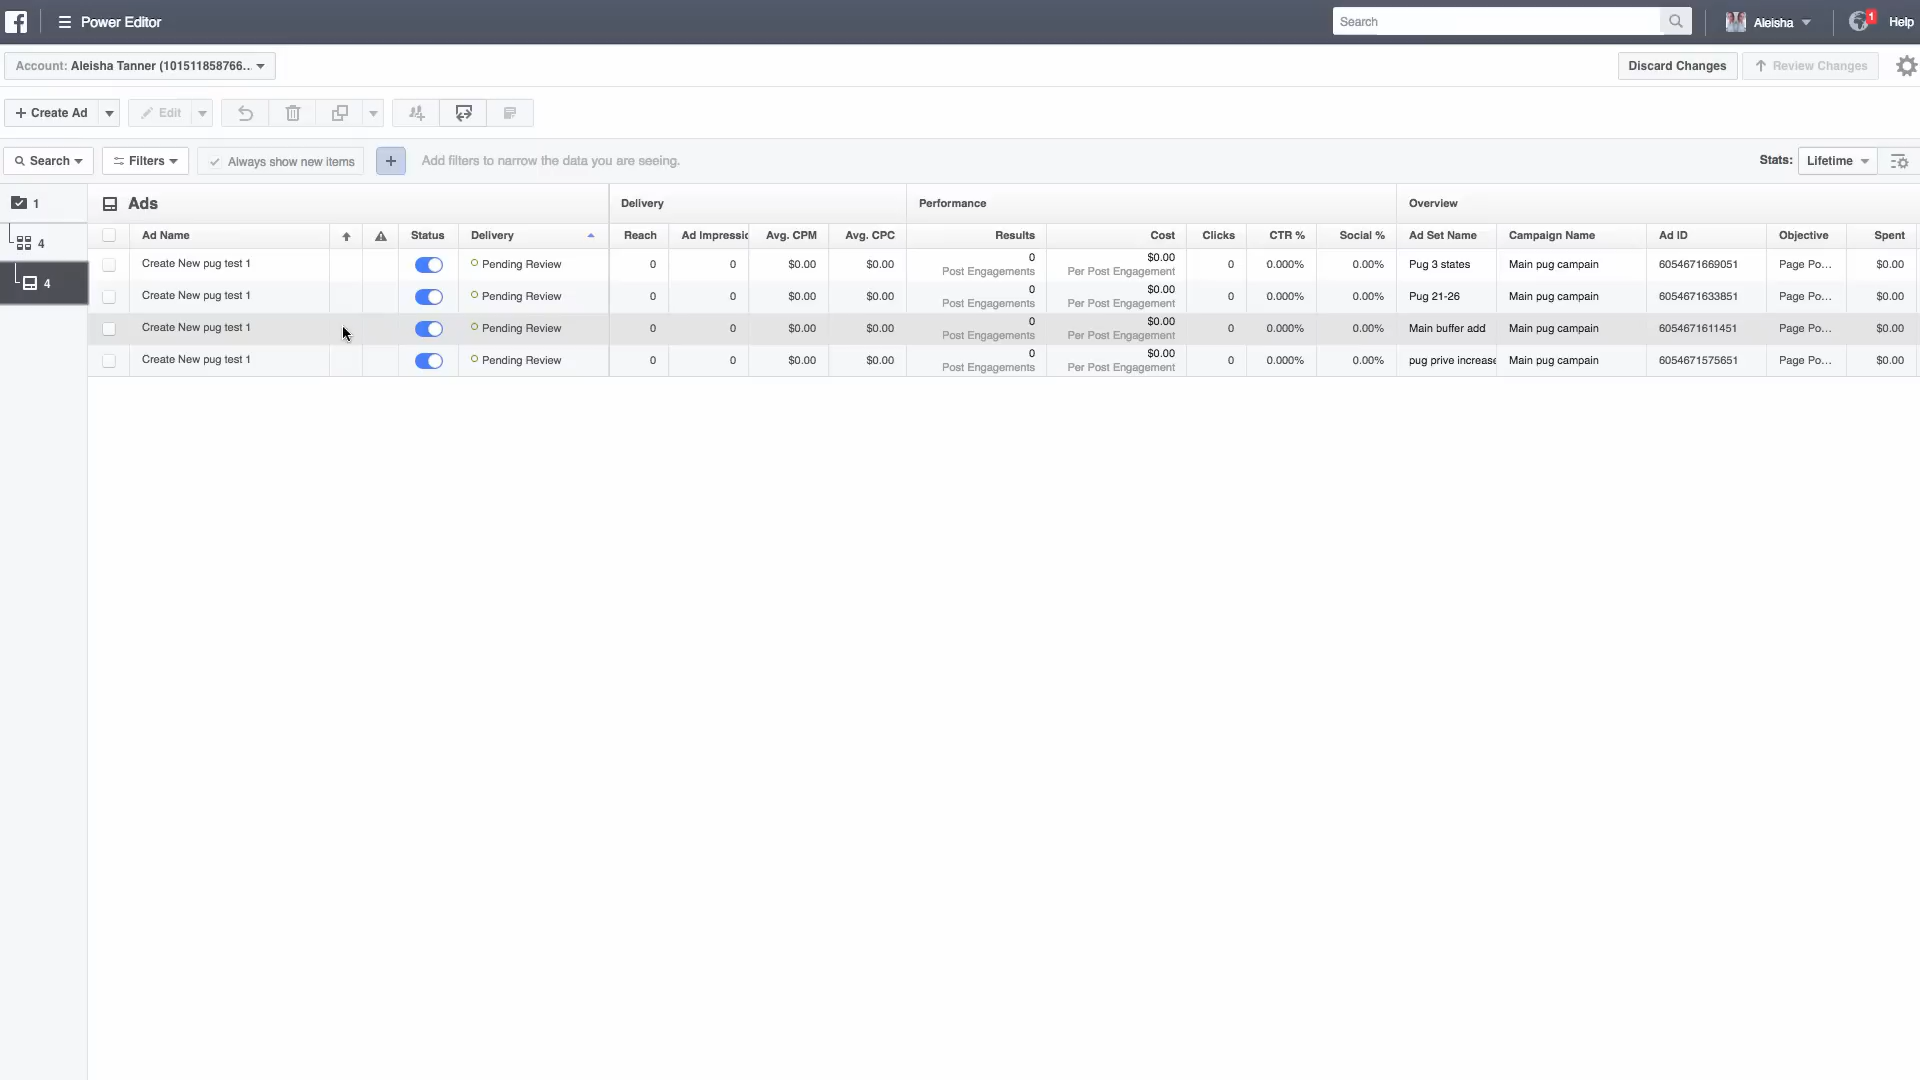 Power Editor
Search
Aleisha
1
Help
Account: Aleisha Tanner (101511858766...
Discard Changes
Review Changes
+ Create Ad
Edit
Search
Filters
Always show new items
+
Add filters to narrow the data you are seeing.
Stats: Lifetime
1
4
4
Ads
Delivery
Performance
Overview
Ad Name Status Delivery Reach Ad Impressio Avg. CPM Avg. CPC Results Cost Clicks CTR % Social % Ad Set Name Campaign Name Ad ID Objective Spent
Create New pug test 1 Pending Review 0 0 $0.00 $0.00 0 $0.00 0 0.000% 0.00% Pug 3 states Main pug campain 6054671669051 Page Po... $0.00
Post Engagements Per Post Engagement
Create New pug test 1 Pending Review 0 0 $0.00 $0.00 0 $0.00 0 0.000% 0.00% Pug 21-26 Main pug campain 6054671633851 Page Po... $0.00
Post Engagements Per Post Engagement
Create New pug test 1 Pending Review 0 0 $0.00 $0.00 0 $0.00 0 0.000% 0.00% Main buffer add Main pug campain 6054671611451 Page Po... $0.00
Post Engagements Per Post Engagement
Create New pug test 1 Pending Review 0 0 $0.00 $0.00 0 $0.00 0 0.000% 0.00% pug prive increase Main pug campain 6054671575651 Page Po... $0.00
Post Engagements Per Post Engagement